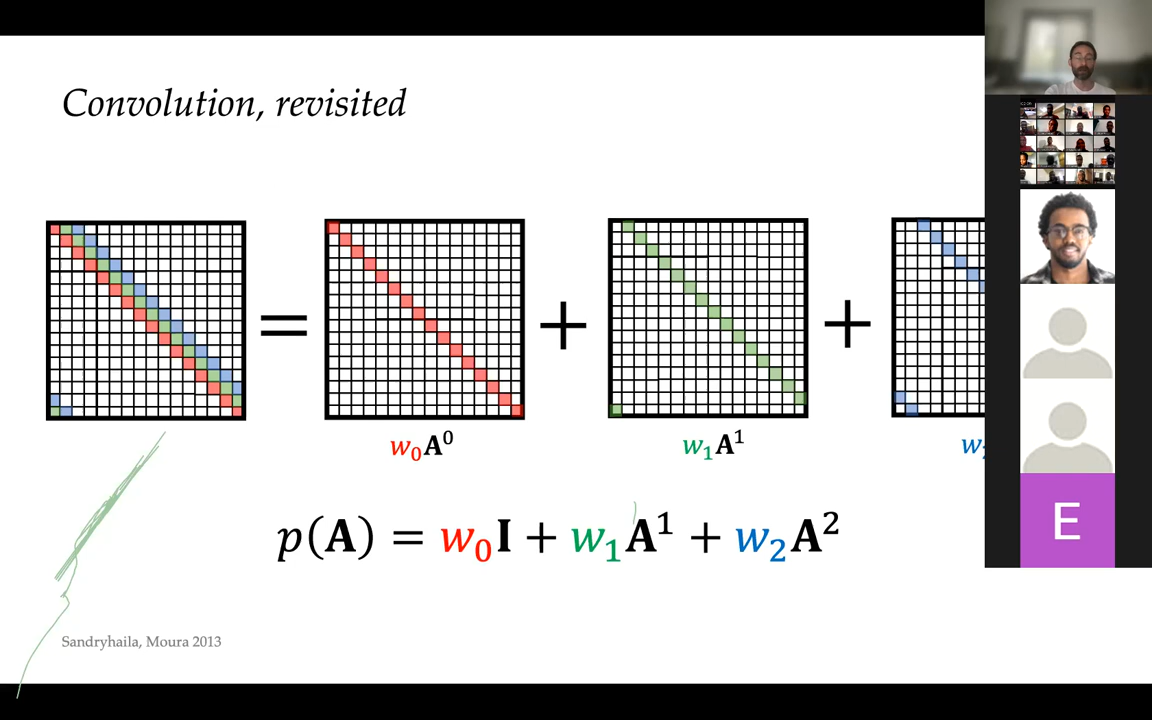 Convolution, revisited
= + +
w₀A⁰ w₁A¹ w₂
p(A) = w₀I + w₁A¹ + w₂A²
Sandryhaila, Moura 2013
E